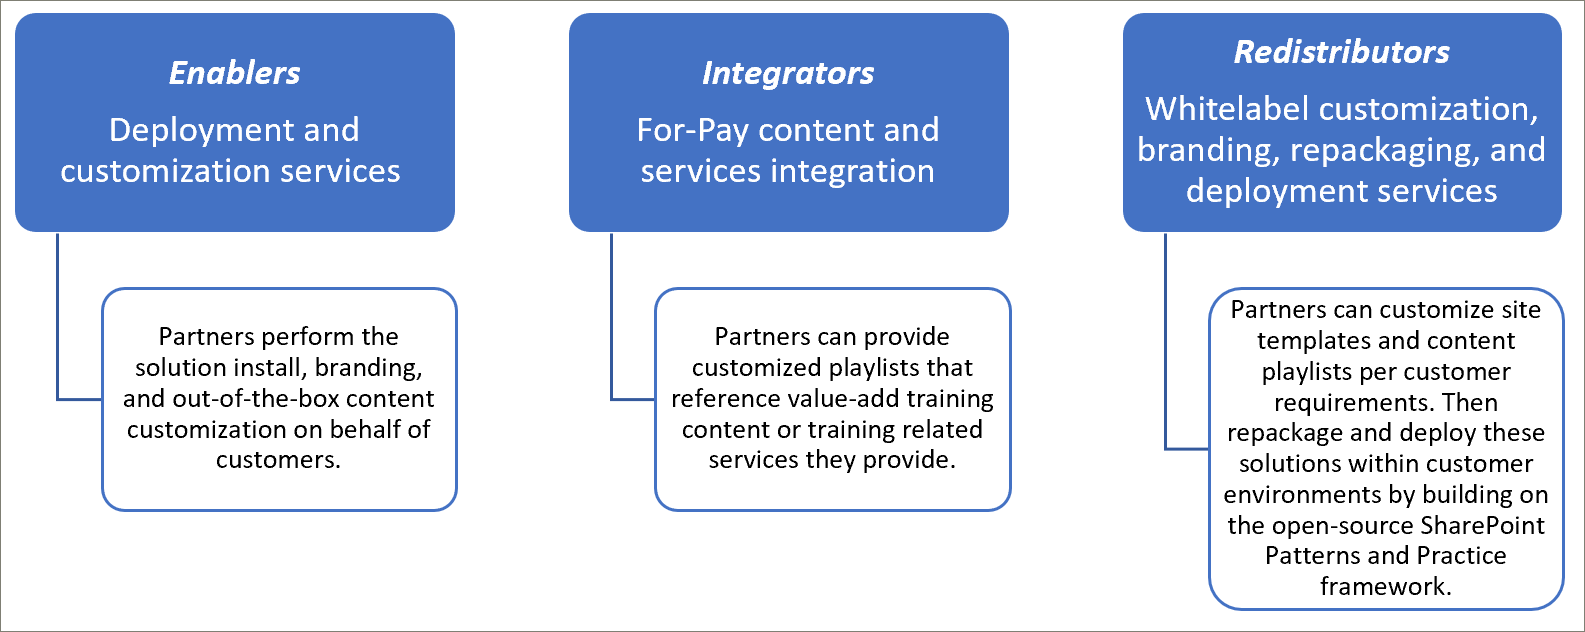 Enablers
Deployment and
customization services
Partners perform the
solution install, branding,
and out-of-the-box content
customization on behalf of
customers.
Integrators
For-Pay content and
services integration
Partners can provide
customized playlists that
reference value-add training
content or training related
services they provide.
Redistributors
Whitelabel customization,
branding, repackaging, and
deployment services
Partners can customize site
templates and content
playlists per customer
requirements. Then
repackage and deploy these
solutions within customer
environments by building on
the open-source SharePoint
Patterns and Practice
framework.